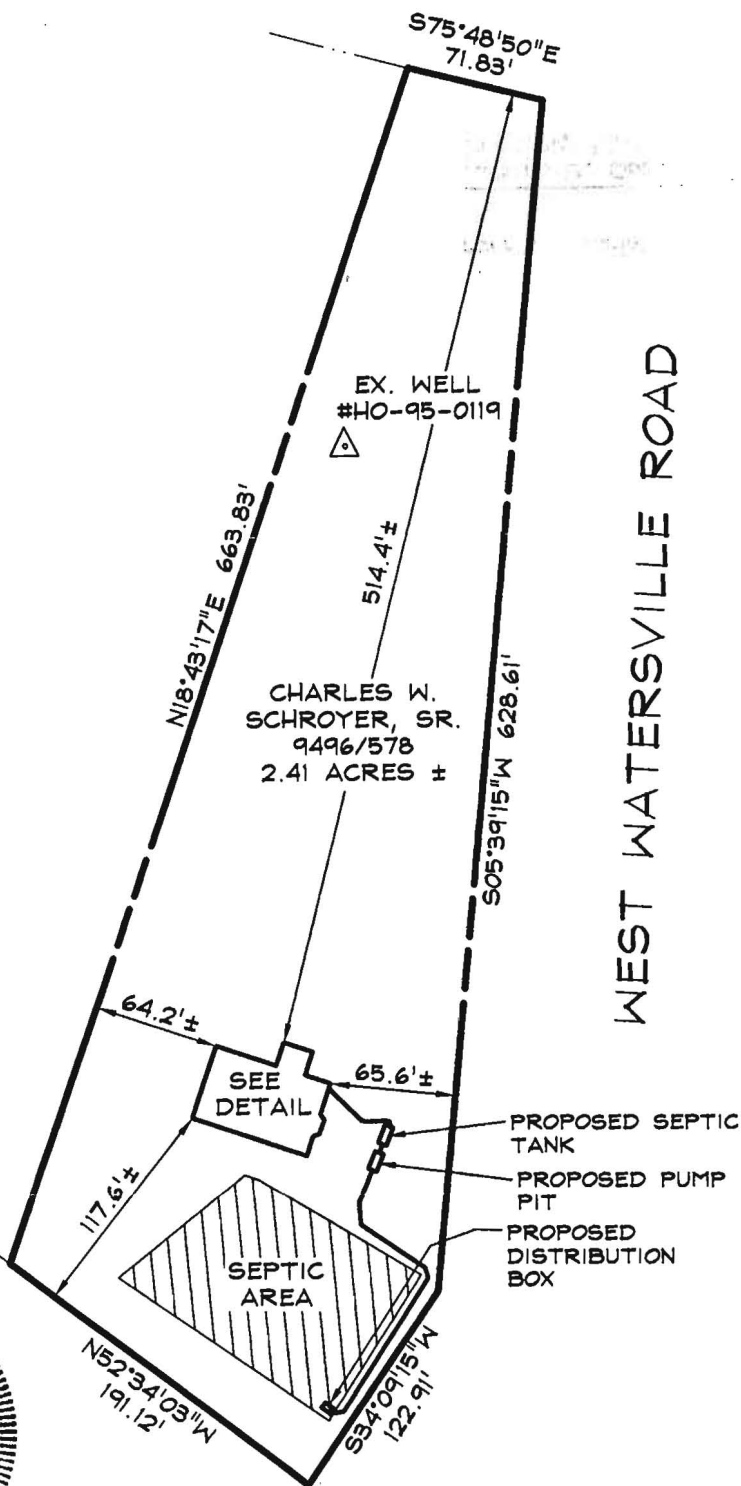 S75°48'50"E
71.83'
EX. WELL
#HO-95-0119
N18°43'17"E 663.83'
514.4'±
CHARLES W.
SCHROYER, SR.
9496/578
2.41 ACRES ±
S05°39'15"W 628.61'
WEST WATERSVILLE ROAD
64.2'±
SEE
DETAIL
65.6'±
PROPOSED SEPTIC
TANK
PROPOSED PUMP
PIT
PROPOSED
DISTRIBUTION
BOX
117.6'±
SEPTIC
AREA
N52°34'03"W
191.12'
S34°09'15"W
122.91'